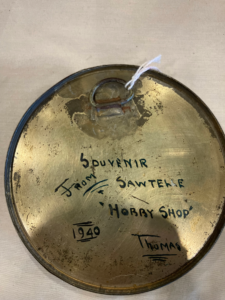 SOUVENIR
From SAWTELLE
"HOBBY SHOP"
1940
THOMAS